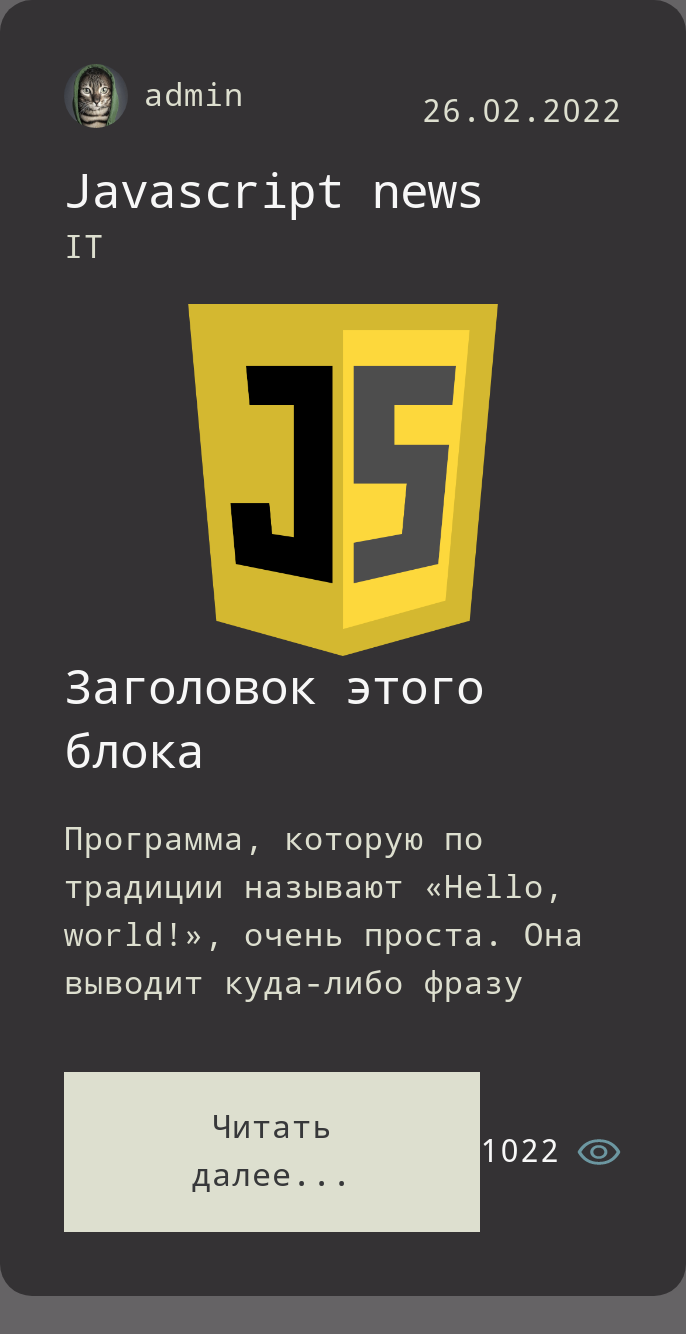 admin
26.02.2022
Javascript news
IT
JS
Заголовок этого
блока
Программа, которую по
традиции называют «Hello,
world!», очень проста. Она
выводит куда-либо фразу
Читать
далее...
1022